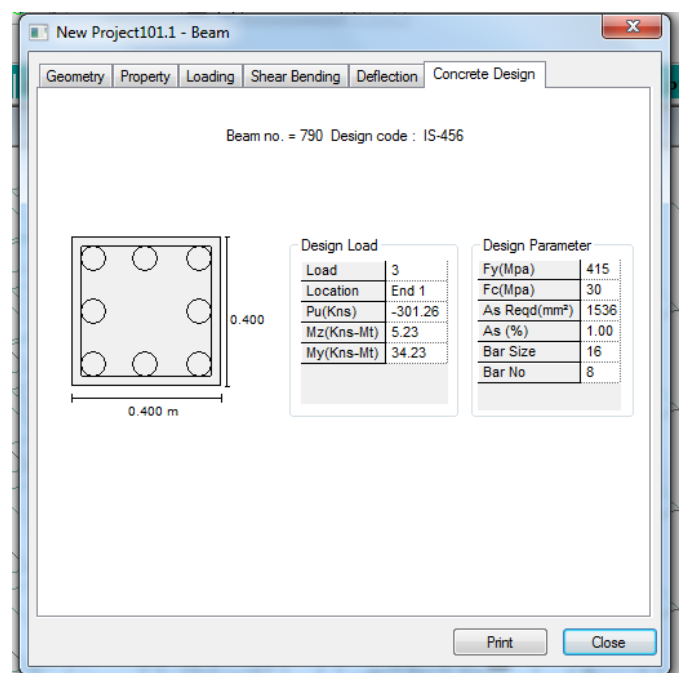 New Project101.1 - Beam
Geometry Property Loading Shear Bending Deflection Concrete Design
Beam no. = 790 Design code : IS-456
0.400
0.400 m
Design Load
Load 3
Location End 1
Pu(Kns) -301.26
Mz(Kns-Mt) 5.23
My(Kns-Mt) 34.23
Design Parameter
Fy(Mpa) 415
Fc(Mpa) 30
As Reqd(mm²) 1536
As (%) 1.00
Bar Size 16
Bar No 8
Print Close